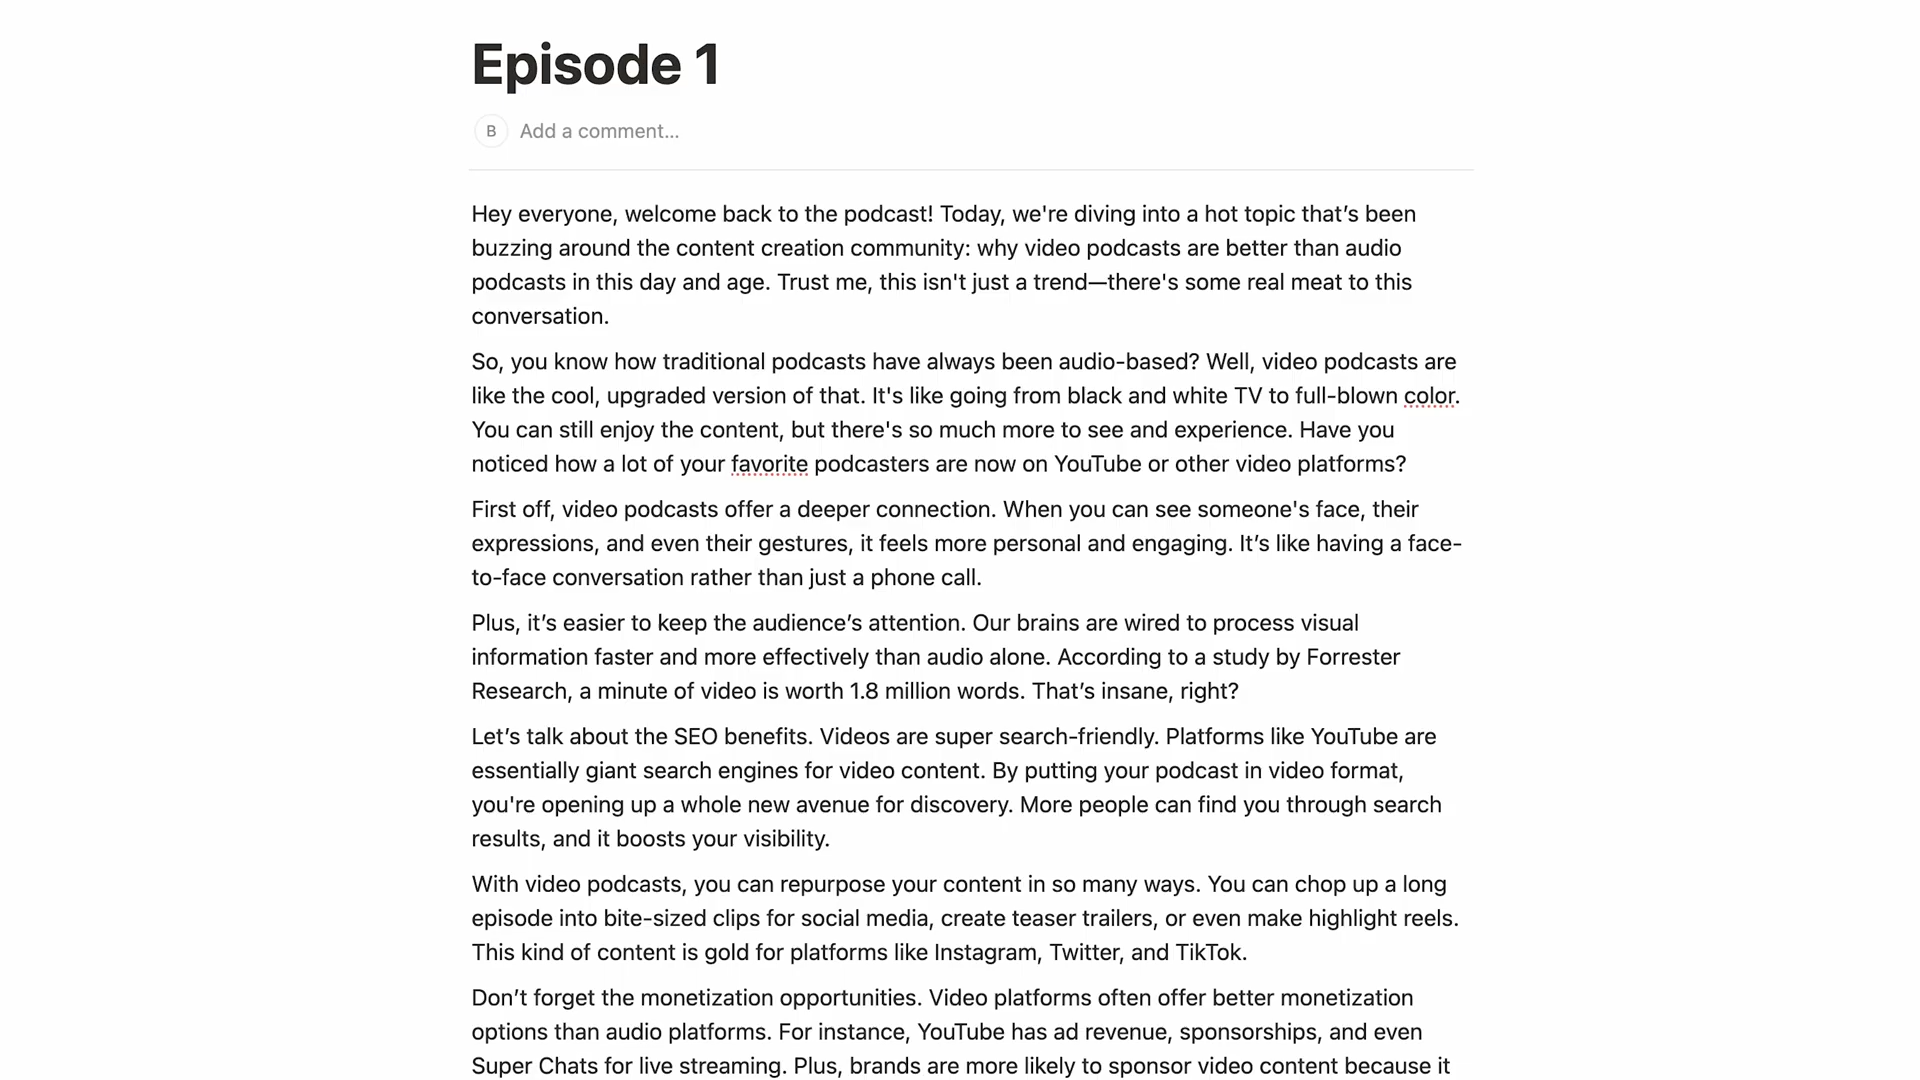 Episode 1
B Add a comment...
Hey everyone, welcome back to the podcast! Today, we're diving into a hot topic that’s been
buzzing around the content creation community: why video podcasts are better than audio
podcasts in this day and age. Trust me, this isn't just a trend—there's some real meat to this
conversation.
So, you know how traditional podcasts have always been audio-based? Well, video podcasts are
like the cool, upgraded version of that. It's like going from black and white TV to full-blown color.
You can still enjoy the content, but there's so much more to see and experience. Have you
noticed how a lot of your favorite podcasters are now on YouTube or other video platforms?
First off, video podcasts offer a deeper connection. When you can see someone's face, their
expressions, and even their gestures, it feels more personal and engaging. It’s like having a face-
to-face conversation rather than just a phone call.
Plus, it’s easier to keep the audience’s attention. Our brains are wired to process visual
information faster and more effectively than audio alone. According to a study by Forrester
Research, a minute of video is worth 1.8 million words. That’s insane, right?
Let’s talk about the SEO benefits. Videos are super search-friendly. Platforms like YouTube are
essentially giant search engines for video content. By putting your podcast in video format,
you're opening up a whole new avenue for discovery. More people can find you through search
results, and it boosts your visibility.
With video podcasts, you can repurpose your content in so many ways. You can chop up a long
episode into bite-sized clips for social media, create teaser trailers, or even make highlight reels.
This kind of content is gold for platforms like Instagram, Twitter, and TikTok.
Don’t forget the monetization opportunities. Video platforms often offer better monetization
options than audio platforms. For instance, YouTube has ad revenue, sponsorships, and even
Super Chats for live streaming. Plus, brands are more likely to sponsor video content because it